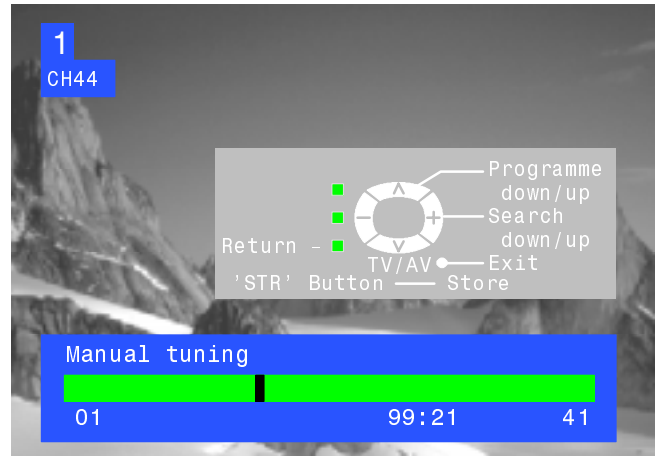 1
CH44
Programme
down/up
Search
down/up
Return –
TV/AV Exit
'STR' Button Store
Manual tuning
01 99:21 41